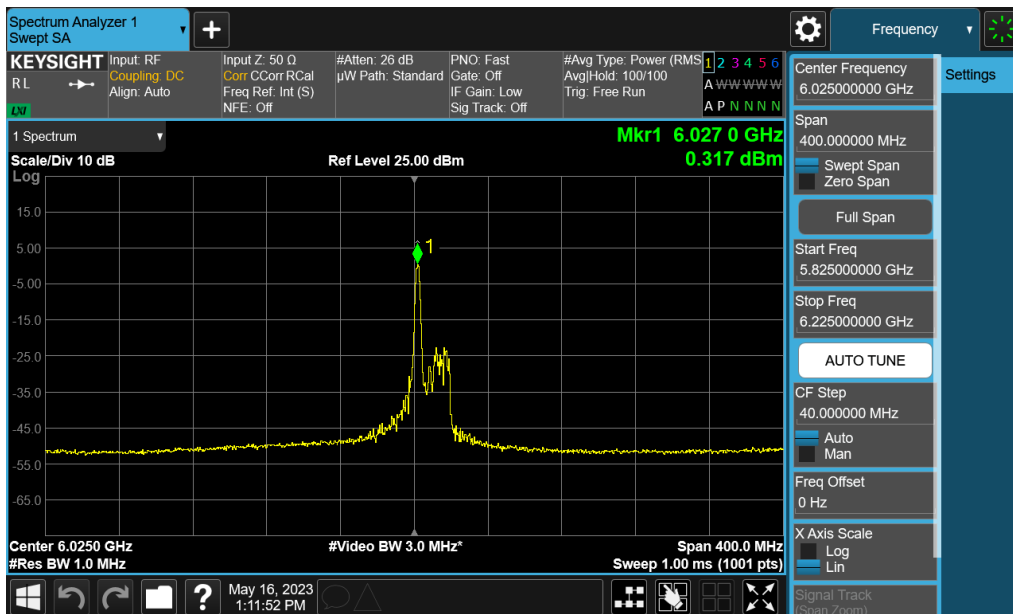 Spectrum Analyzer 1
Swept SA
+
Frequency
KEYSIGHT
RL
LXI
Input: RF
Coupling: DC
Align: Auto
Input Z: 50 Ω
Corr CCorr RCal
Freq Ref: Int (S)
NFE: Off
#Atten: 26 dB
µW Path: Standard
PNO: Fast
Gate: Off
IF Gain: Low
Sig Track: Off
#Avg Type: Power (RMS
Avg|Hold: 100/100
Trig: Free Run
1 2 3 4 5 6
A W W W W W
A P N N N N
1 Spectrum
Scale/Div 10 dB
Log
Ref Level 25.00 dBm
Mkr1 6.027 0 GHz
0.317 dBm
15.0
5.00
-5.00
-15.0
-25.0
-35.0
-45.0
-55.0
-65.0
1
Center 6.0250 GHz
#Res BW 1.0 MHz
#Video BW 3.0 MHz*
Span 400.0 MHz
Sweep 1.00 ms (1001 pts)
?
May 16, 2023
1:11:52 PM
Center Frequency
6.025000000 GHz
Span
400.000000 MHz
Swept Span
Zero Span
Full Span
Start Freq
5.825000000 GHz
Stop Freq
6.225000000 GHz
AUTO TUNE
CF Step
40.000000 MHz
Auto
Man
Freq Offset
0 Hz
X Axis Scale
Log
Lin
Signal Track
(Span Zoom)
Settings